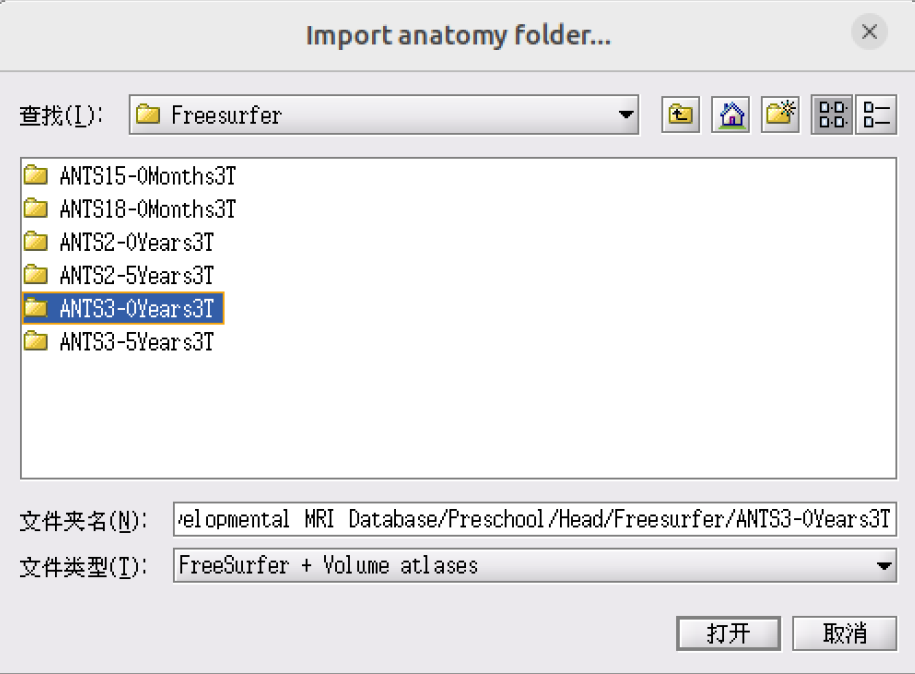 Import anatomy folder...
查找(I):
Freesurfer
ANTS15-0Months3T
ANTS18-0Months3T
ANTS2-0Years3T
ANTS2-5Years3T
ANTS3-0Years3T
ANTS3-5Years3T
文件夹名(N): velopmental MRI Database/Preschool/Head/Freesurfer/ANTS3-0Years3T
文件类型(T): FreeSurfer + Volume atlases
打开 取消